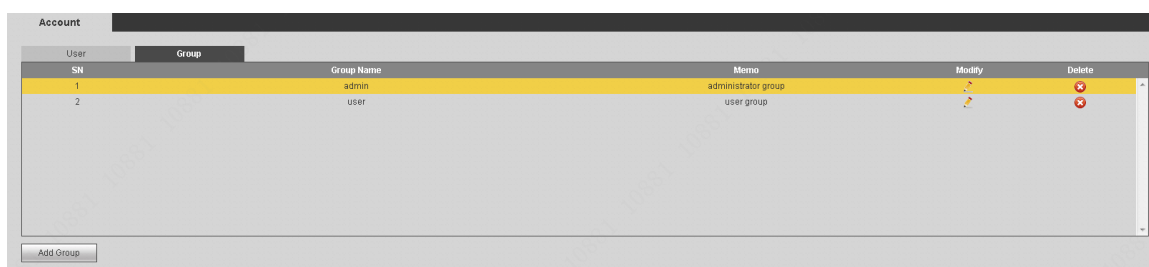 Account
User Group
SN Group Name Memo Modify Delete
1 admin administrator group
2 user user group
Add Group